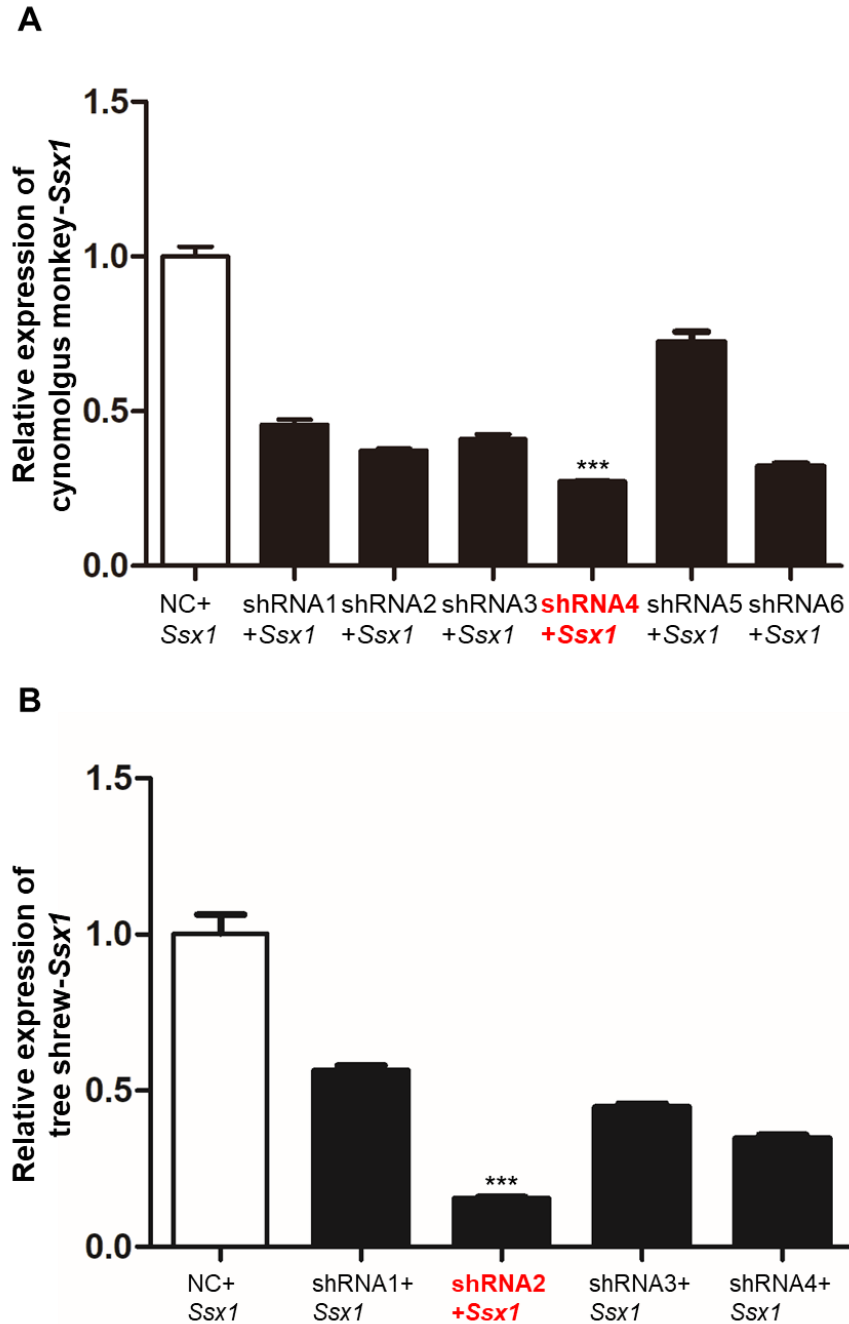 A
Relative expression of
cynomolgus monkey-Ssx1
1.5
1.0
0.5
0.0
***
NC+
Ssx1
shRNA1
+Ssx1
shRNA2
+Ssx1
shRNA3
+Ssx1
shRNA4
+Ssx1
shRNA5
+Ssx1
shRNA6
+Ssx1
B
Relative expression of
tree shrew-Ssx1
1.5
1.0
0.5
0.0
***
NC+
Ssx1
shRNA1+
Ssx1
shRNA2
+Ssx1
shRNA3+
Ssx1
shRNA4+
Ssx1